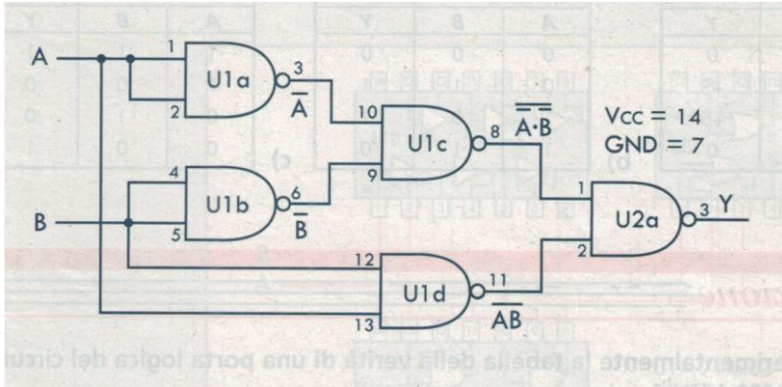 A
1
2
U1a
3
A̅
4
5
U1b
6
B̅
B
10
9
U1c
8
A̅·B̅
12
13
U1d
11
A̅B̅
Vcc = 14
GND = 7
1
2
U2a
3
Y